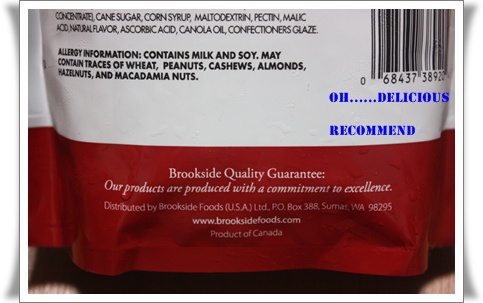 CONCENTRATE), CANE SUGAR, CORN SYRUP, MALTODEXTRIN, PECTIN, MALIC
ACID, NATURAL FLAVOR, ASCORBIC ACID, CANOLA OIL, CONFECTIONERS GLAZE.
ALLERGY INFORMATION: CONTAINS MILK AND SOY. MAY
CONTAIN TRACES OF WHEAT, PEANUTS, CASHEWS, ALMONDS,
HAZELNUTS, AND MACADAMIA NUTS.
0 68437 38920
OH......DELICIOUS
RECOMMEND
Brookside Quality Guarantee:
Our products are produced with a commitment to excellence.
Distributed by Brookside Foods (U.S.A.) Ltd., P.O. Box 388, Sumas, WA 98295
www.brooksidefoods.com
Product of Canada